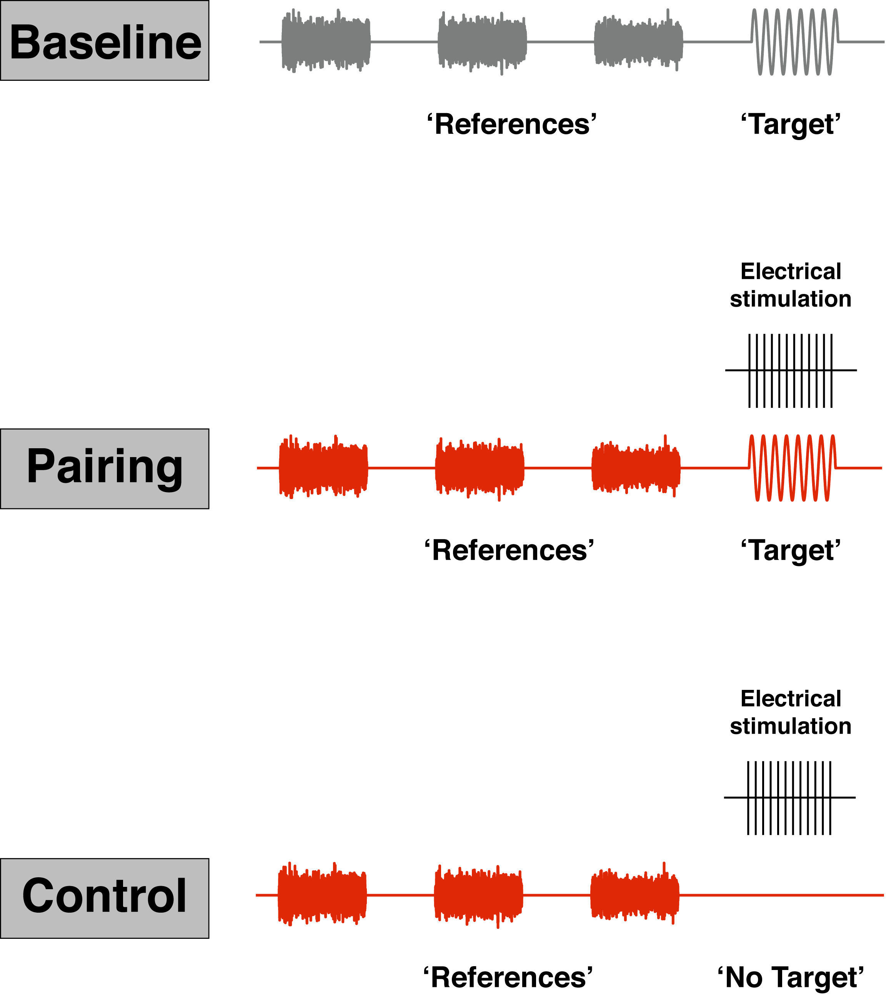 Baseline
‘References’ ‘Target’
Electrical
stimulation
Pairing
‘References’ ‘Target’
Electrical
stimulation
Control
‘References’ ‘No Target’